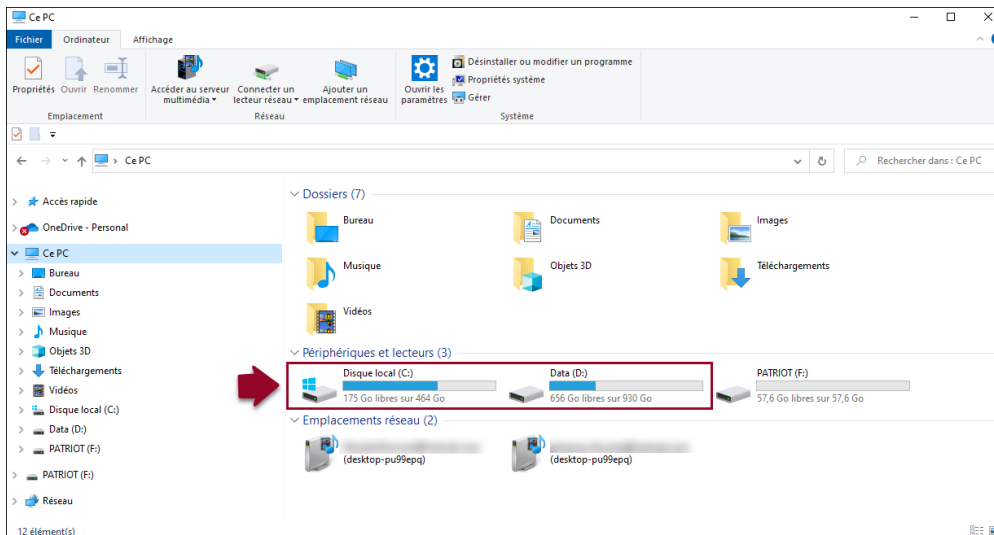 Ce PC
Fichier Ordinateur Affichage
Propriétés Ouvrir Renommer
Accéder au serveur multimédia
Connecter un lecteur réseau
Ajouter un emplacement réseau
Ouvrir les paramètres
Désinstaller ou modifier un programme
Propriétés système
Gérer
Emplacement Réseau Système
Ce PC
Rechercher dans : Ce PC
Accès rapide
OneDrive - Personal
Ce PC
Bureau
Documents
Images
Musique
Objets 3D
Téléchargements
Vidéos
Disque local (C:)
Data (D:)
PATRIOT (F:)
PATRIOT (F:)
Réseau
Dossiers (7)
Bureau Documents Images
Musique Objets 3D Téléchargements
Vidéos
Périphériques et lecteurs (3)
Disque local (C:) Data (D:) PATRIOT (F:)
175 Go libres sur 464 Go 656 Go libres sur 930 Go 57,6 Go libres sur 57,6 Go
Emplacements réseau (2)
(desktop-pu99epq) (desktop-pu99epq)
12 élément(s)